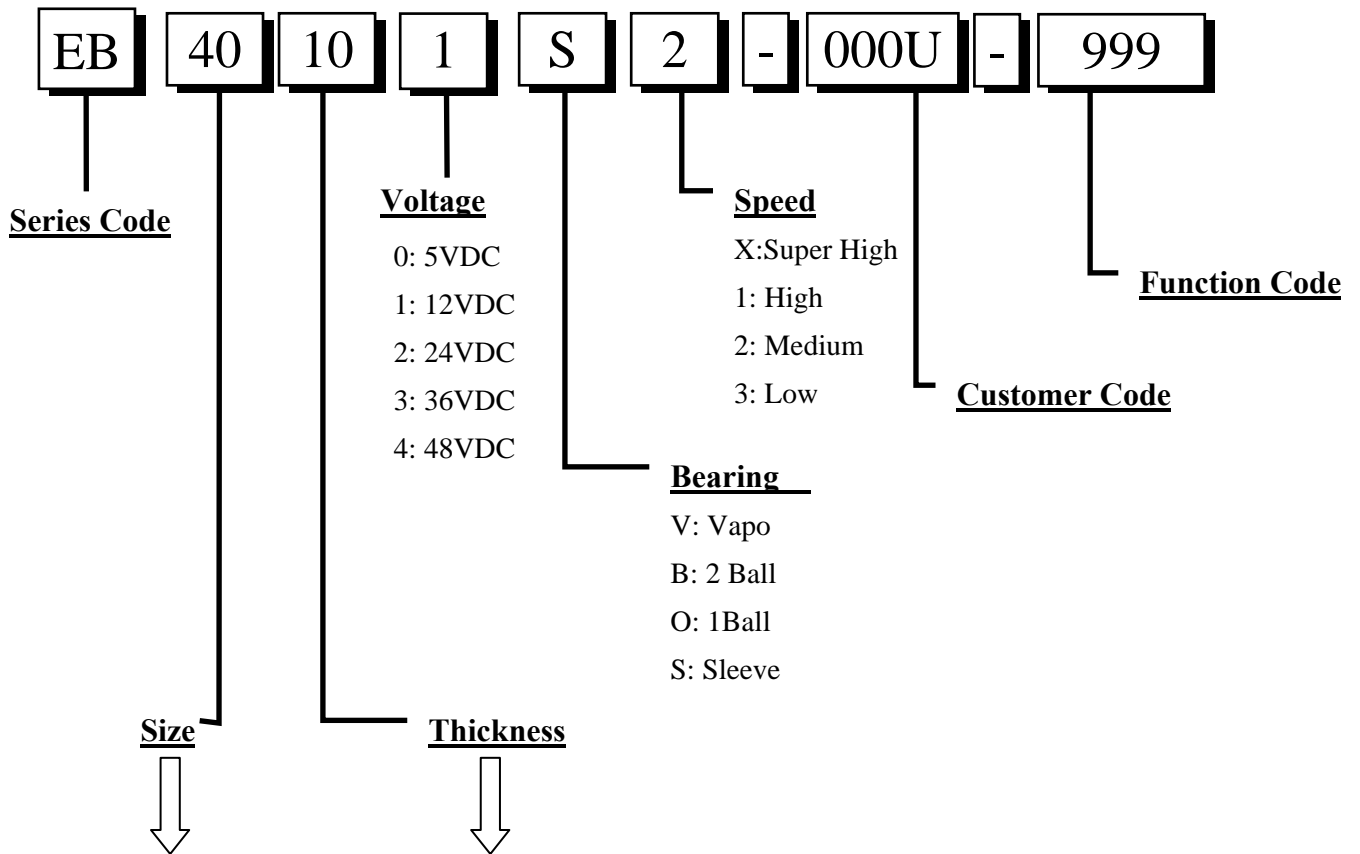 EB 40 10 1 S 2 - 000U - 999
Series Code
Voltage
0: 5VDC
1: 12VDC
2: 24VDC
3: 36VDC
4: 48VDC
Speed
X:Super High
1: High
2: Medium
3: Low
Function Code
Customer Code
Bearing
V: Vapo
B: 2 Ball
O: 1Ball
S: Sleeve
Size
Thickness